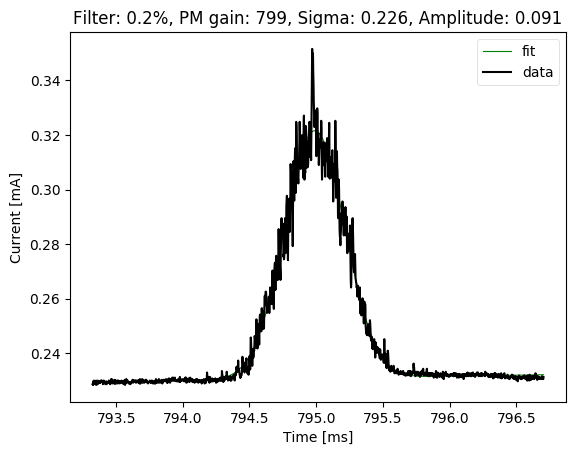 Filter: 0.2%, PM gain: 799, Sigma: 0.226, Amplitude: 0.091
fit
data
0.34
0.32
0.30
0.28
0.26
0.24
Current [mA]
793.5 794.0 794.5 795.0 795.5 796.0 796.5
Time [ms]